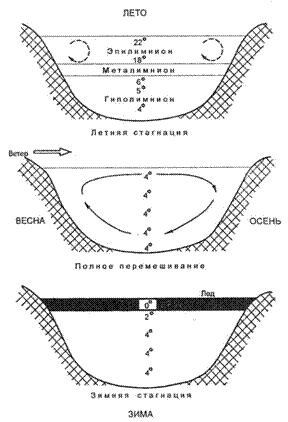 ЛЕТО
22°
Эпилимнион
18°
Металимнион
6°
5°
Гиполимнион
4°
Летняя стагнация
Ветер
4°
4°
4°
ВЕСНА
ОСЕНЬ
4°
4°
Полное перемешивание
Лед
0°
2°
4°
4°
4°
Зимняя стагнация
ЗИМА